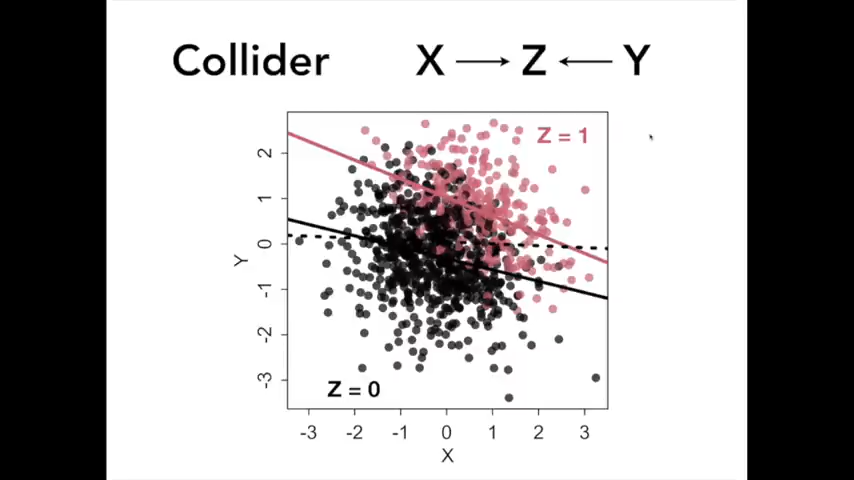 Collider X → Z ← Y
Z = 1
2
1
0
-1
-2
-3
Y
Z = 0
-3 -2 -1 0 1 2 3
X